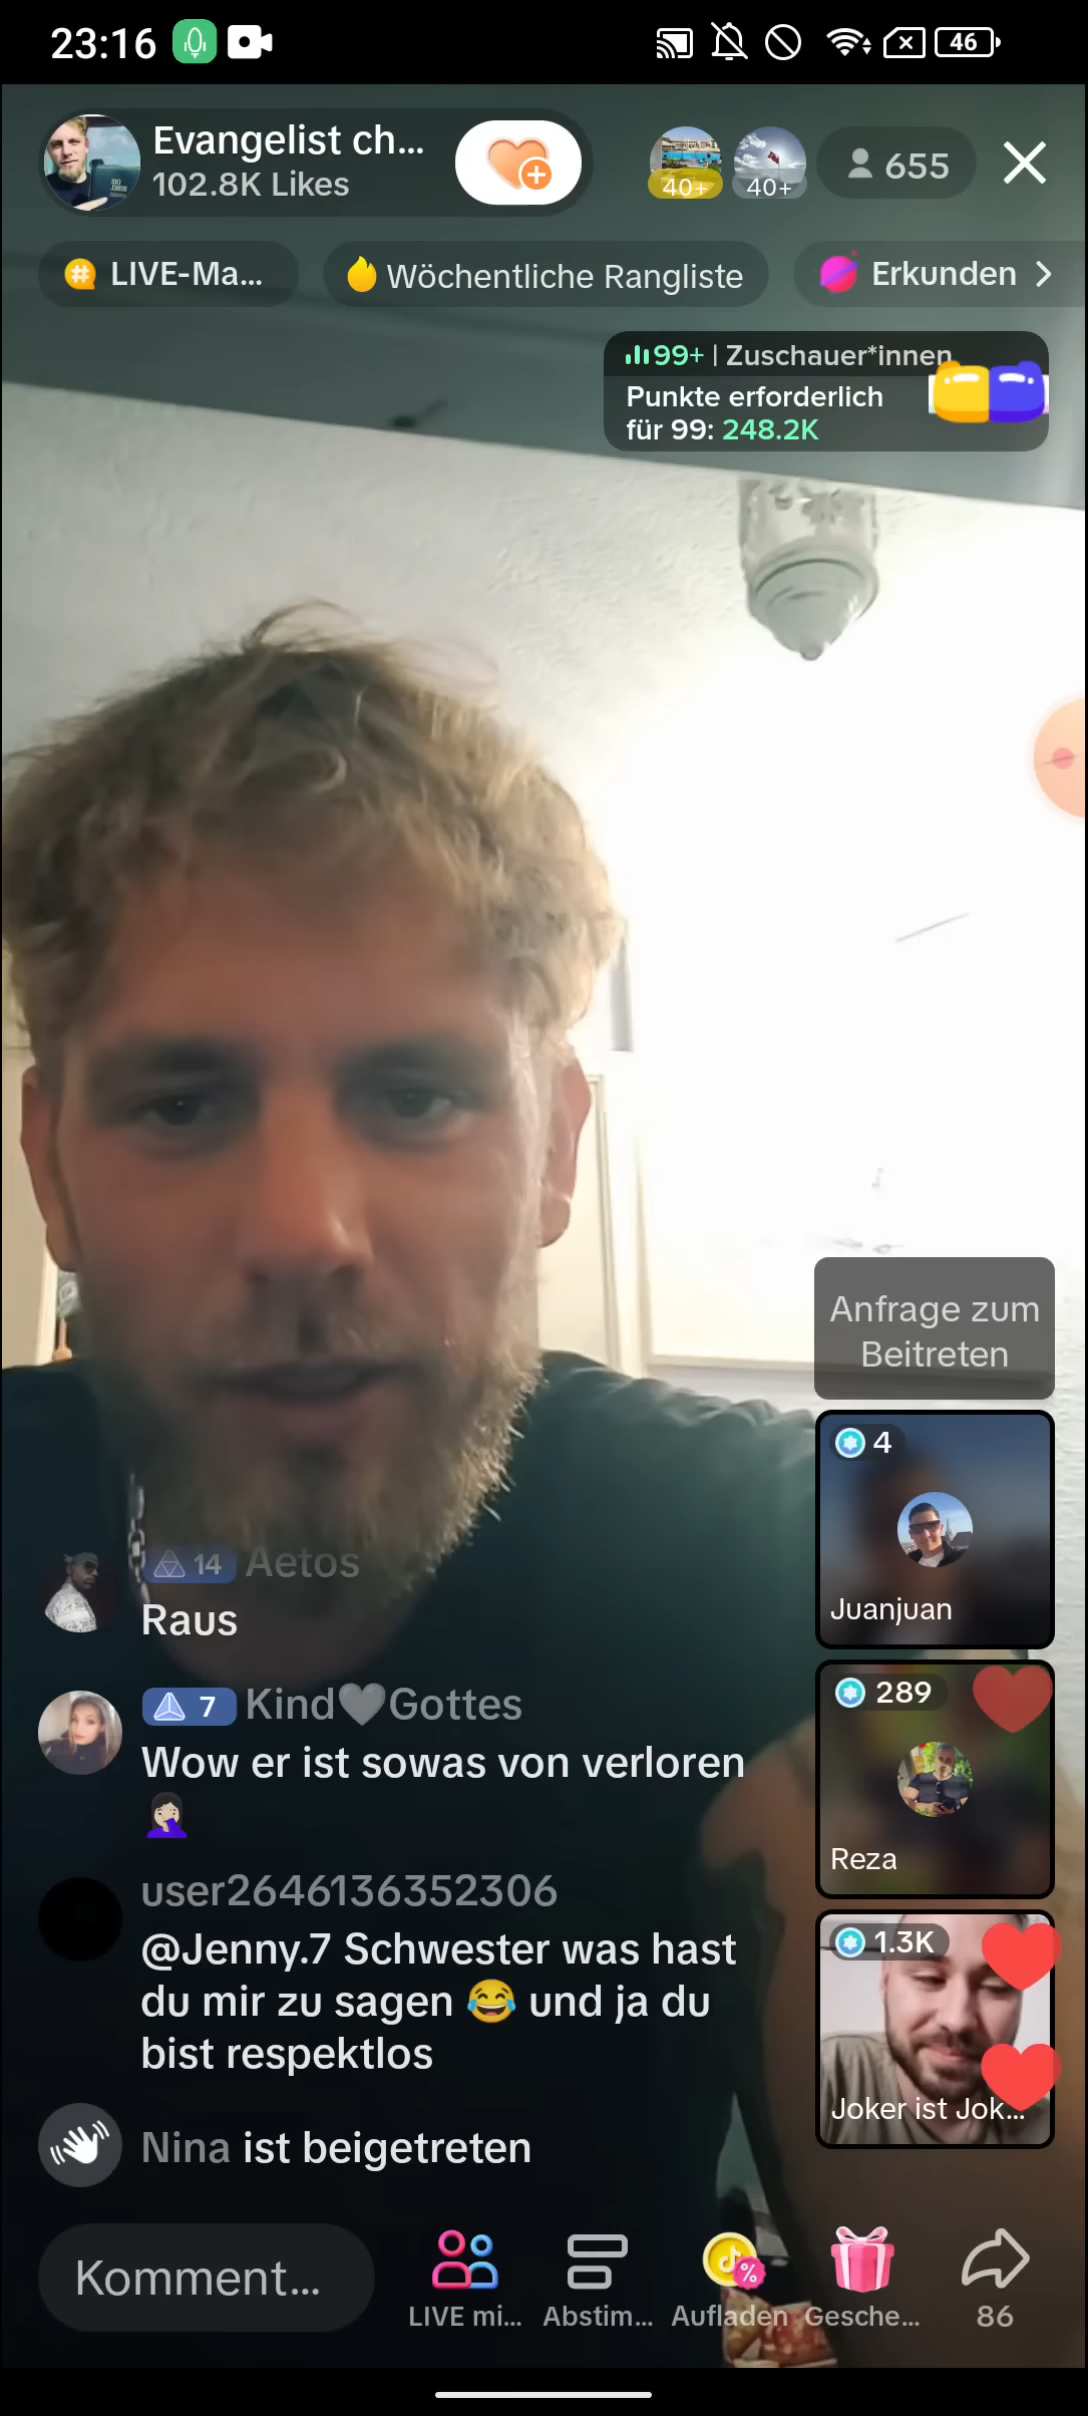 23:16
46
Evangelist ch...
102.8K Likes
40+
40+
655
LIVE-Ma...
Wöchentliche Rangliste
Erkunden
99+ | Zuschauer*innen
Punkte erforderlich
für 99: 248.2K
Anfrage zum
Beitreten
4
Juanjuan
289
Reza
1.3K
Joker ist Jok...
14 Aetos
Raus
7 Kind🩶Gottes
Wow er ist sowas von verloren
🤦🏻‍♀️
user2646136352306
@Jenny.7 Schwester was hast
du mir zu sagen 😂 und ja du
bist respektlos
Nina ist beigetreten
Komment...
LIVE mi...
Abstim...
Aufladen
Gesche...
86